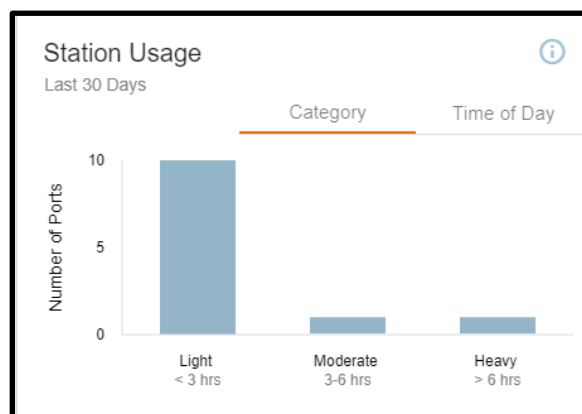 Station Usage
Last 30 Days
Category
Time of Day
Number of Ports
10
5
0
Light
< 3 hrs
Moderate
3-6 hrs
Heavy
> 6 hrs